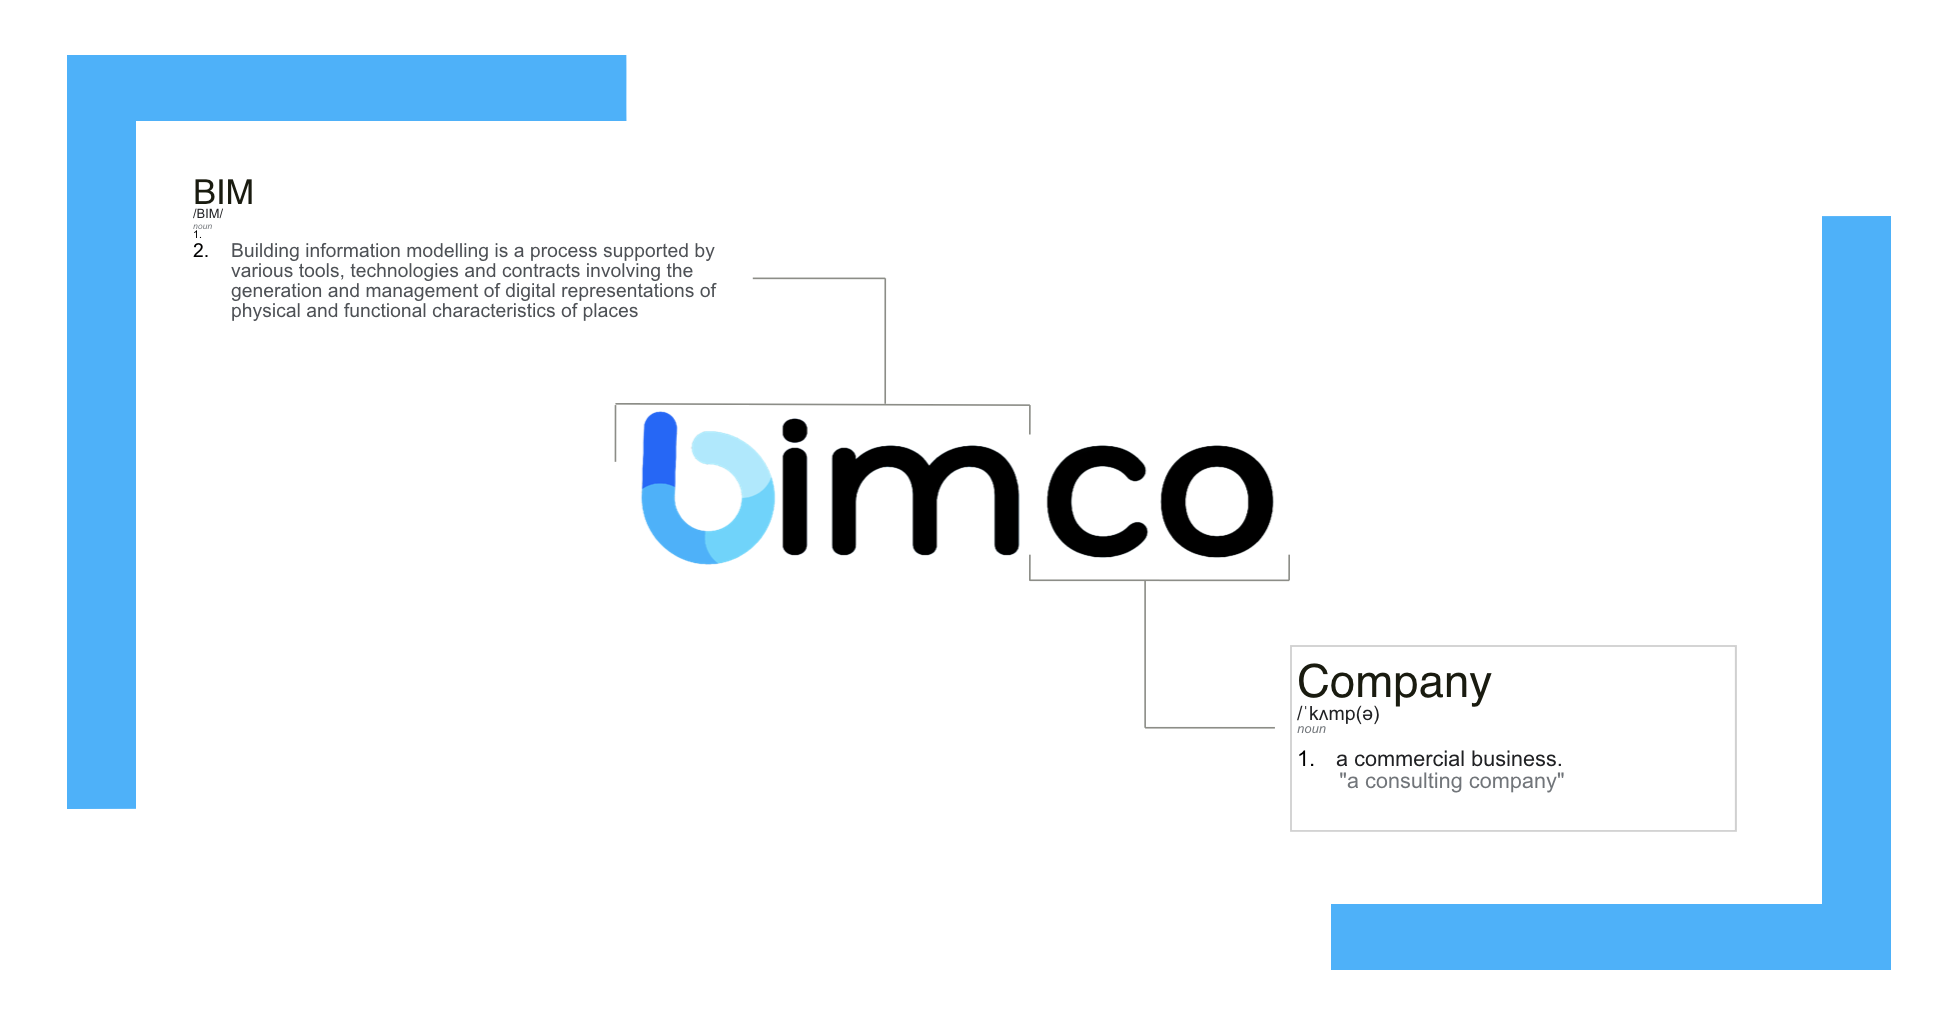 BIM
/BIM/
noun
1.
2. Building information modelling is a process supported by
various tools, technologies and contracts involving the
generation and management of digital representations of
physical and functional characteristics of places
bimco
Company
/ˈkʌmp(ə)
noun
1. a commercial business.
"a consulting company"